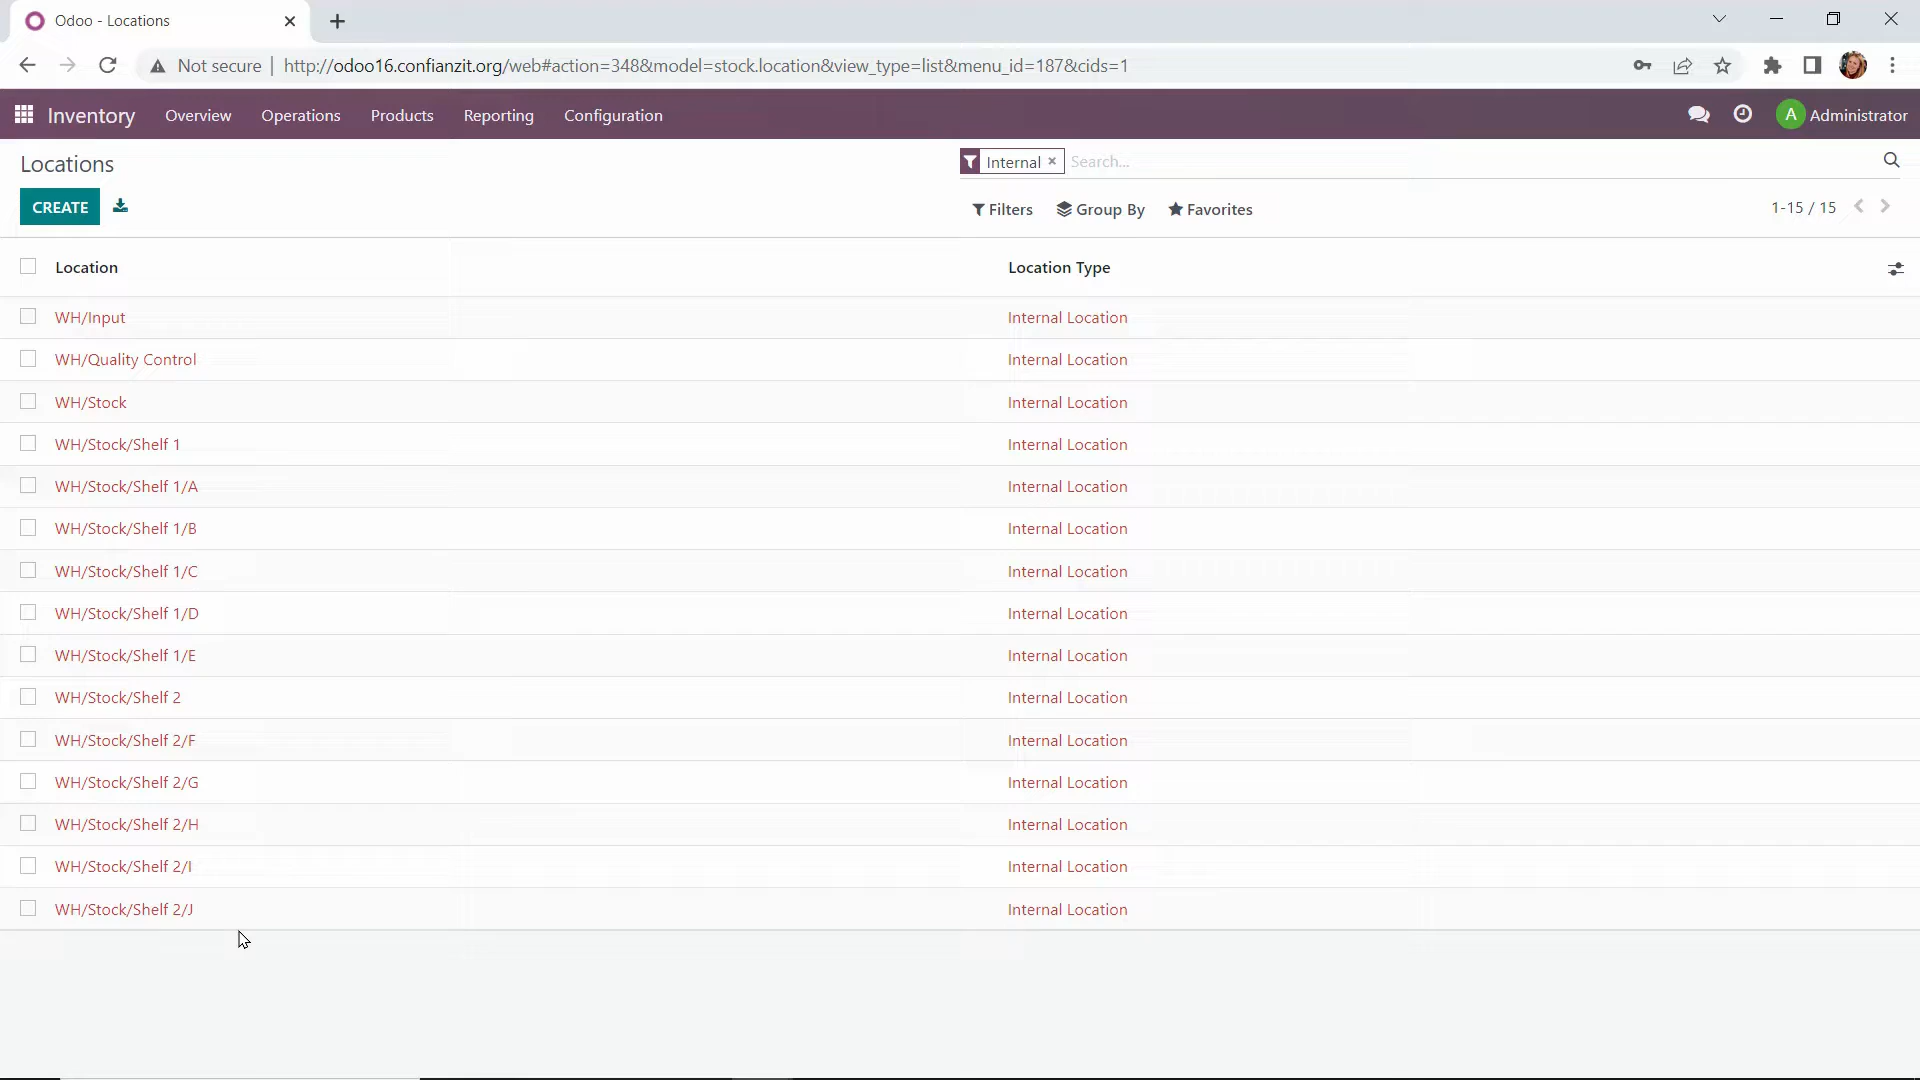 Odoo - Locations
Not secure | http://odoo16.confianzit.org/web#action=348&model=stock.location&view_type=list&menu_id=187&cids=1
Inventory Overview Operations Products Reporting Configuration A Administrator
Locations Internal × Search...
CREATE Filters Group By Favorites 1-15 / 15
Location Location Type
WH/Input Internal Location
WH/Quality Control Internal Location
WH/Stock Internal Location
WH/Stock/Shelf 1 Internal Location
WH/Stock/Shelf 1/A Internal Location
WH/Stock/Shelf 1/B Internal Location
WH/Stock/Shelf 1/C Internal Location
WH/Stock/Shelf 1/D Internal Location
WH/Stock/Shelf 1/E Internal Location
WH/Stock/Shelf 2 Internal Location
WH/Stock/Shelf 2/F Internal Location
WH/Stock/Shelf 2/G Internal Location
WH/Stock/Shelf 2/H Internal Location
WH/Stock/Shelf 2/I Internal Location
WH/Stock/Shelf 2/J Internal Location